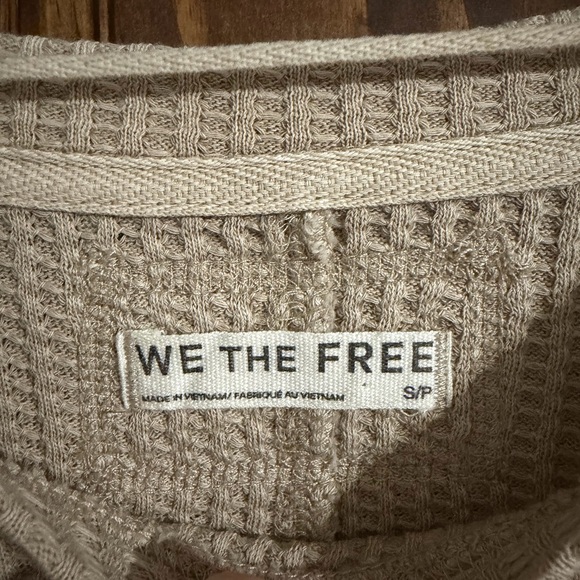 WE THE FREE
MADE IN VIETNAM/ FABRIQUÉ AU VIETNAM
S/P